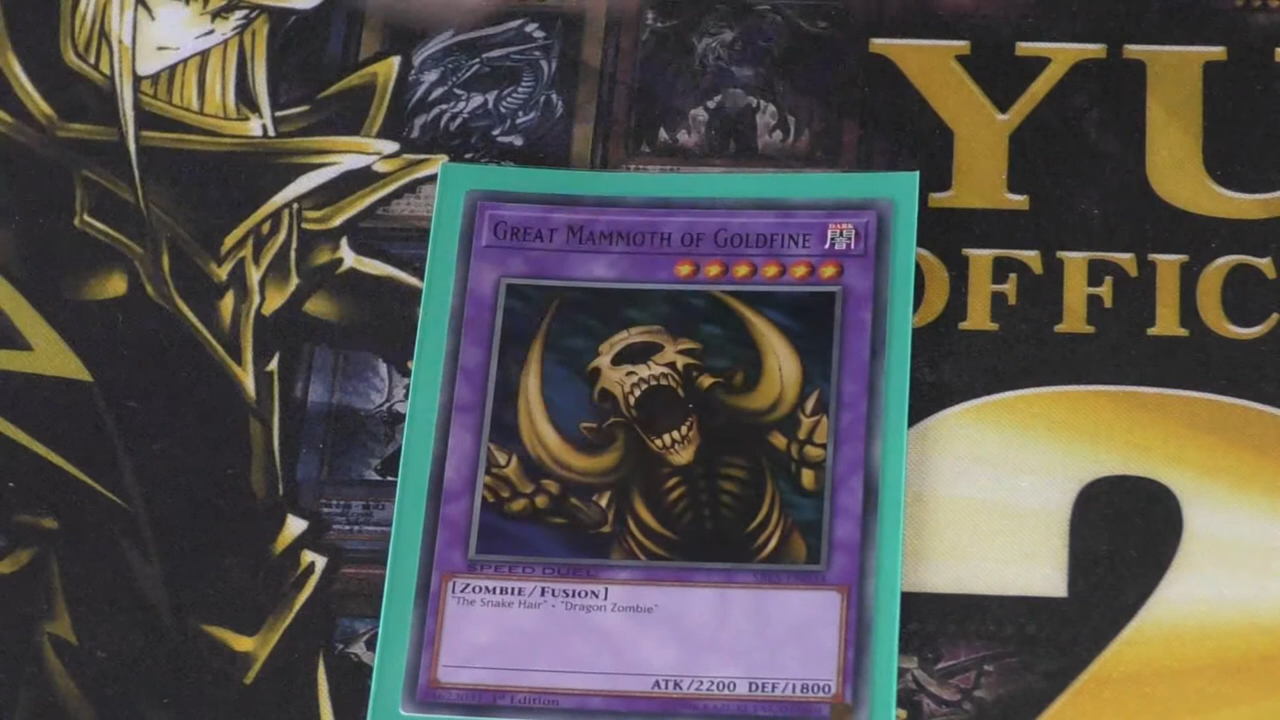 YU
OFFIC
2
GREAT MAMMOTH OF GOLDFINE
DARK
闇
SPEED DUEL
[ZOMBIE/FUSION]
"The Snake Hair" + "Dragon Zombie"
ATK/2200 DEF/1800
1st Edition